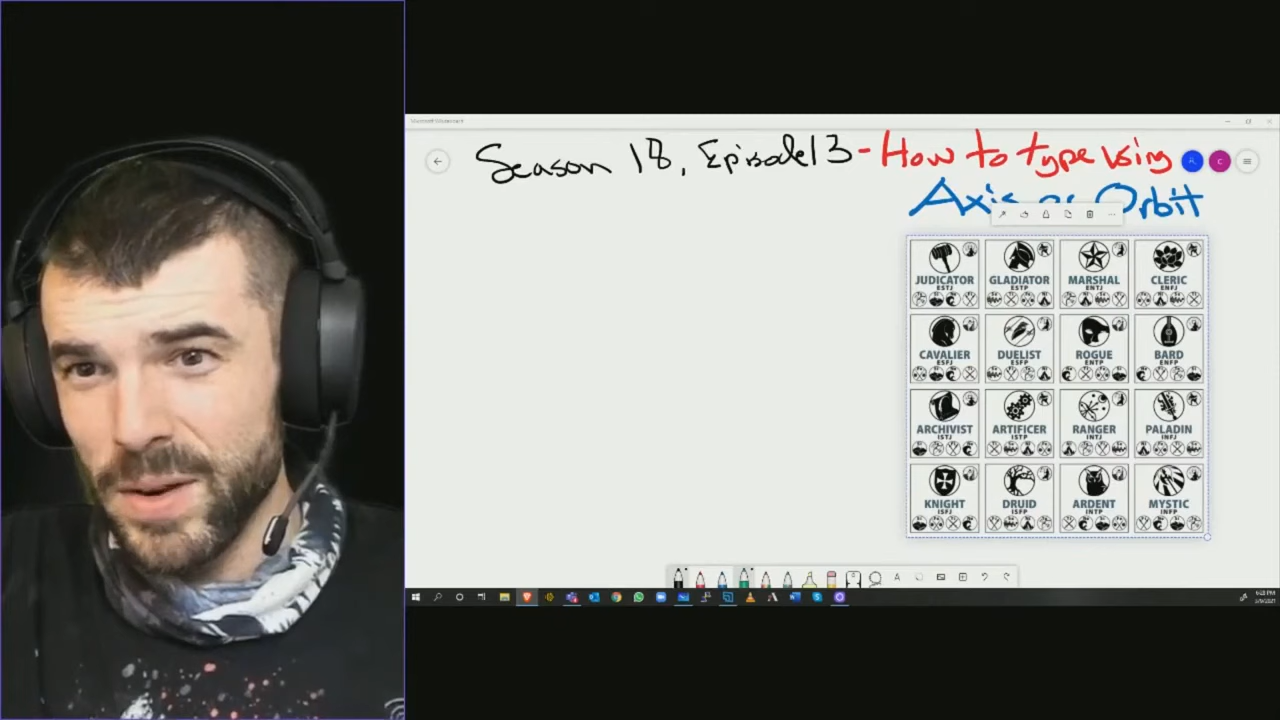 Microsoft Whiteboard
Season 18, Episode 13 - How to type Using
Axis or Orbit
JUDICATOR GLADIATOR MARSHAL CLERIC
ESTJ ESTP ENTJ ENFJ
CAVALIER DUELIST ROGUE BARD
ESFJ ESFP ENTP ENFP
ARCHIVIST ARTIFICER RANGER PALADIN
ISTJ ISTP INTJ INFJ
KNIGHT DRUID ARDENT MYSTIC
ISFJ ISFP INTP INFP